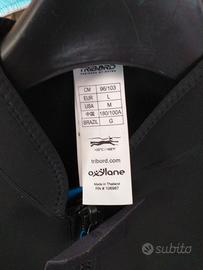 TRIBORD
CM 96/103
EUR L
USA M
中国 180/100A
BRAZIL G
tribord.com
oxylane
Made in Thailand
RN # 106987
subito